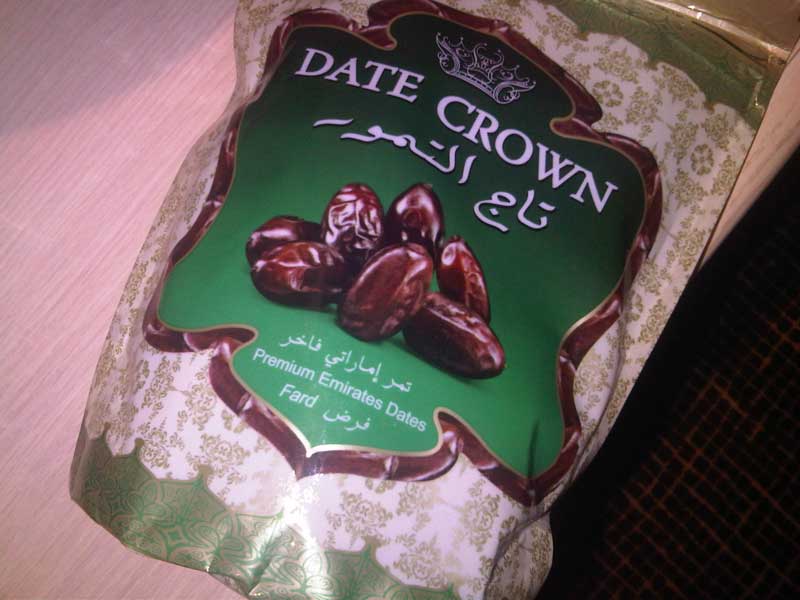 DATE CROWN
تاج التمور
تمر إماراتي فاخر
Premium Emirates Dates
Fard فرض